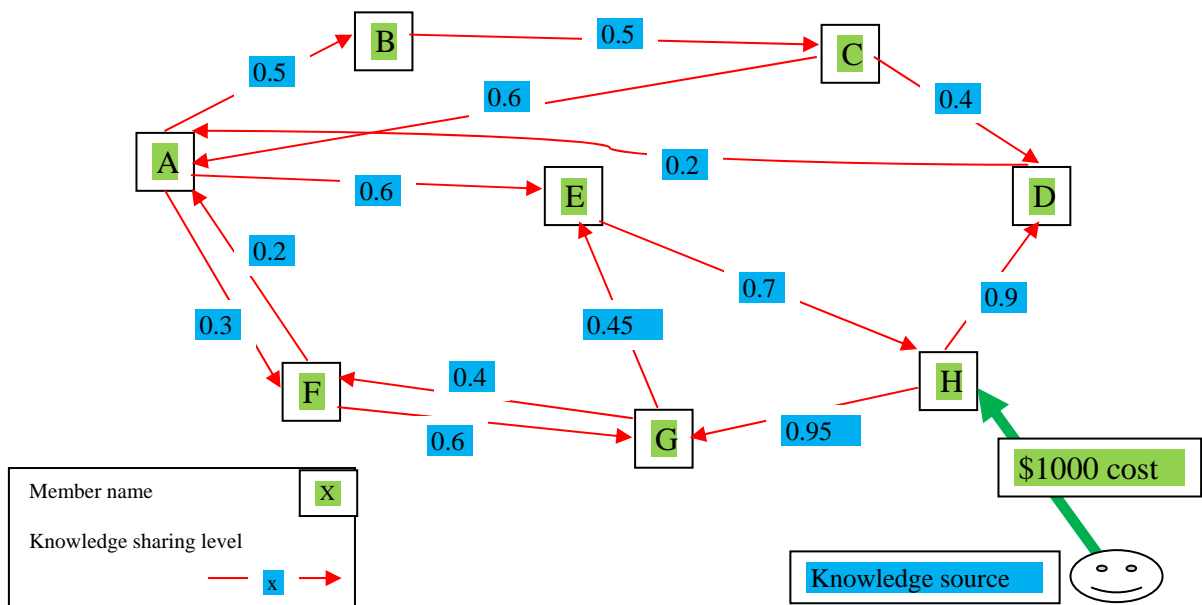 B
0.5
C
0.5
0.6
0.4
A
0.2
D
0.6
E
0.2
0.7
0.9
0.3
0.45
F
0.4
H
0.6
G
0.95
$1000 cost
Member name X
Knowledge sharing level
x
Knowledge source